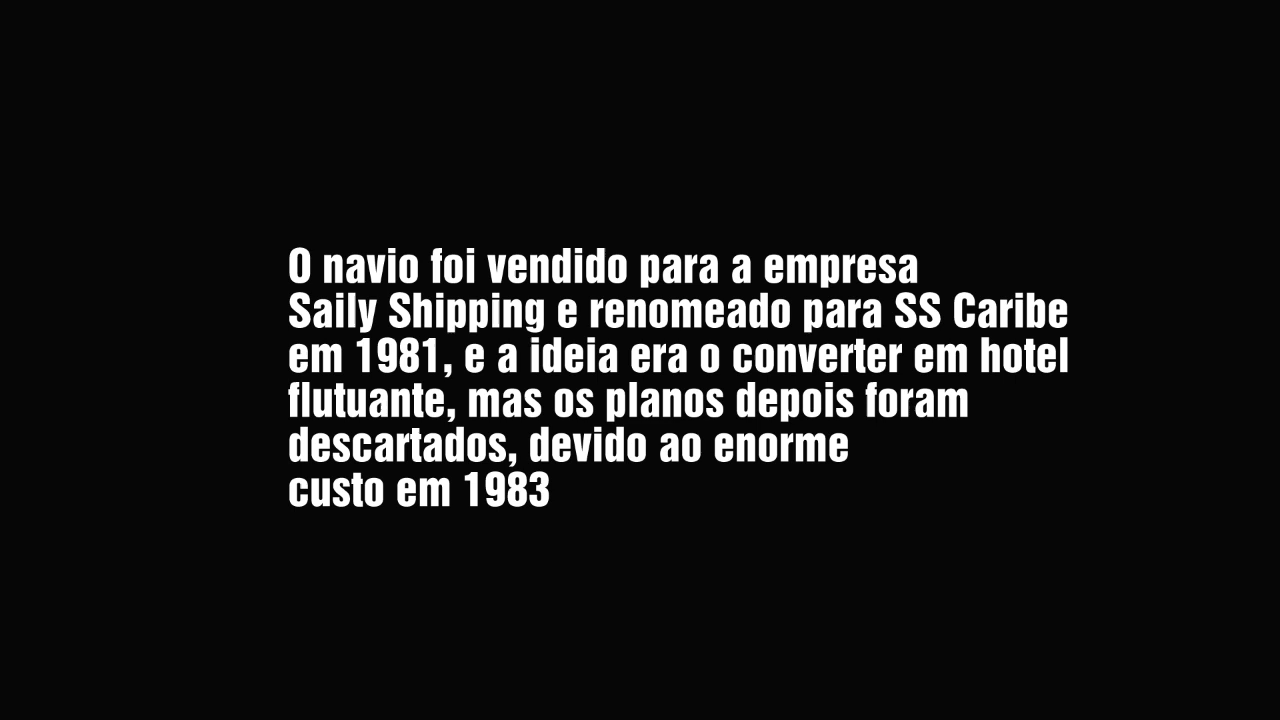 O navio foi vendido para a empresa
Saily Shipping e renomeado para SS Caribe
em 1981, e a ideia era o converter em hotel
flutuante, mas os planos depois foram
descartados, devido ao enorme
custo em 1983